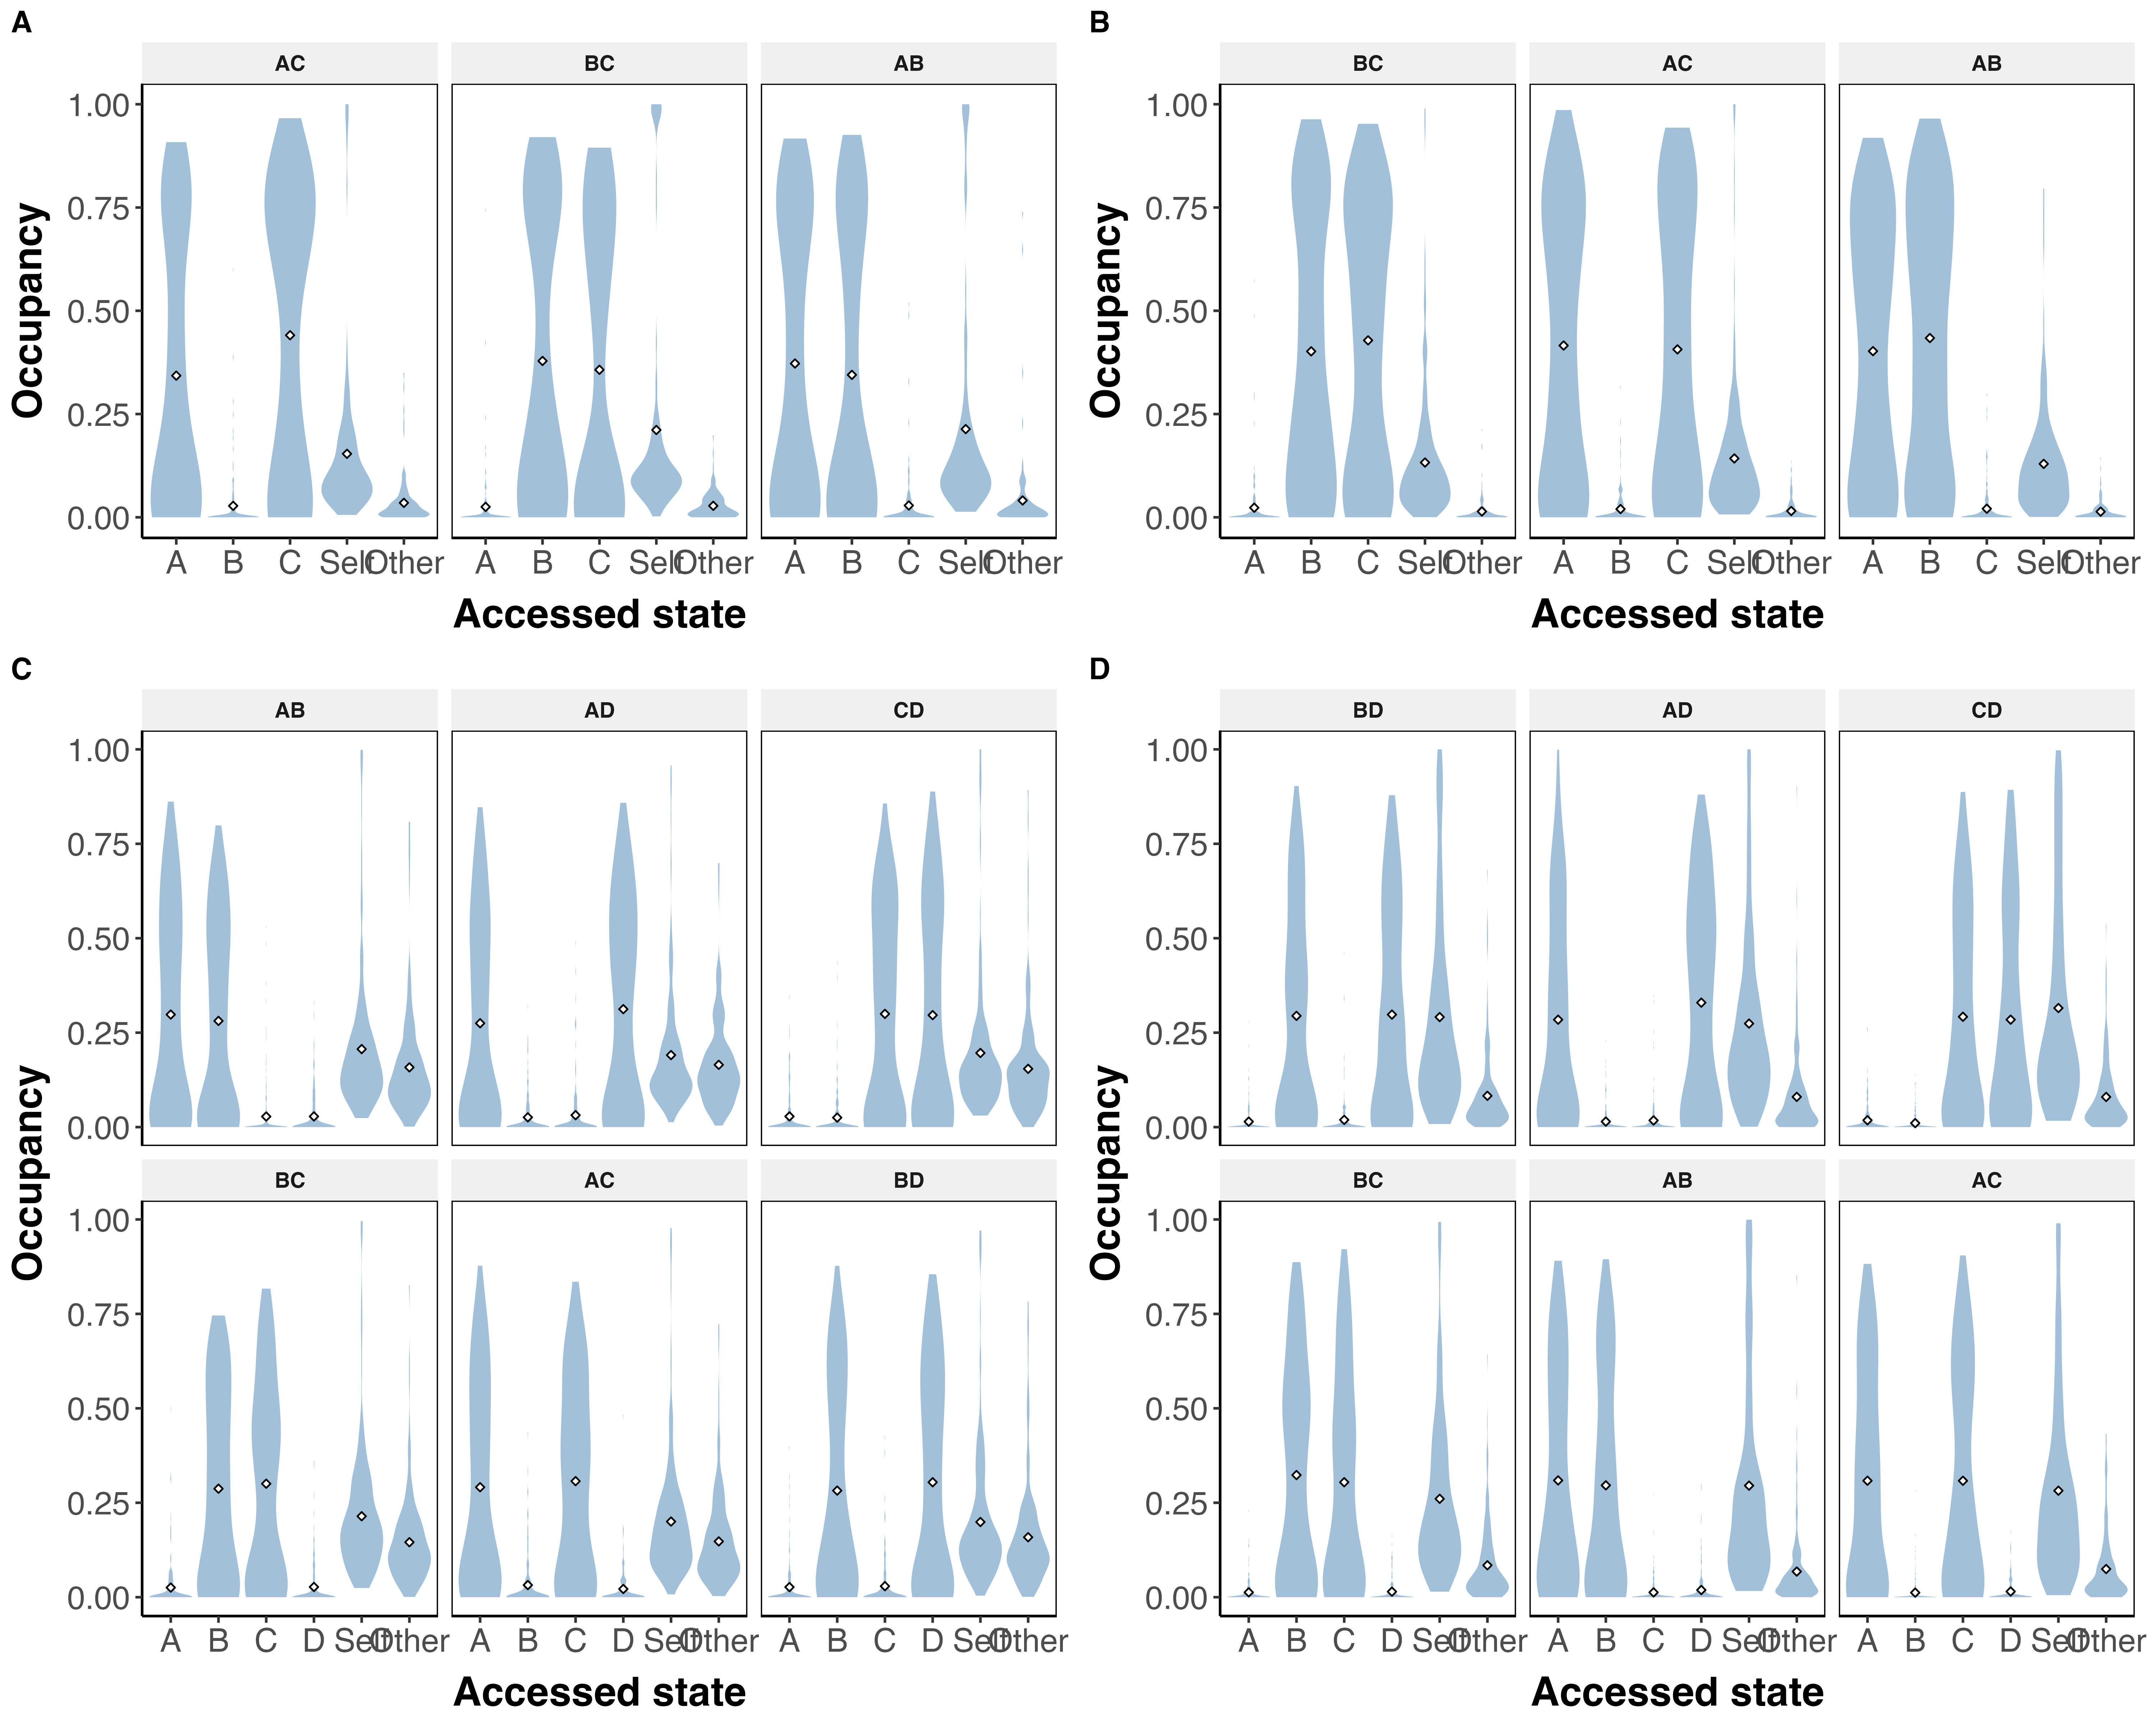 A
AC BC AB
Occupancy
1.00
0.75
0.50
0.25
0.00
A B C Self Other A B C Self Other A B C Self Other
Accessed state
B
BC AC AB
Occupancy
1.00
0.75
0.50
0.25
0.00
A B C Self Other A B C Self Other A B C Self Other
Accessed state
C
AB AD CD
Occupancy
1.00
0.75
0.50
0.25
0.00
BC AC BD
1.00
0.75
0.50
0.25
0.00
A B C D Self Other A B C D Self Other A B C D Self Other
Accessed state
D
BD AD CD
Occupancy
1.00
0.75
0.50
0.25
0.00
BC AB AC
1.00
0.75
0.50
0.25
0.00
A B C D Self Other A B C D Self Other A B C D Self Other
Accessed state